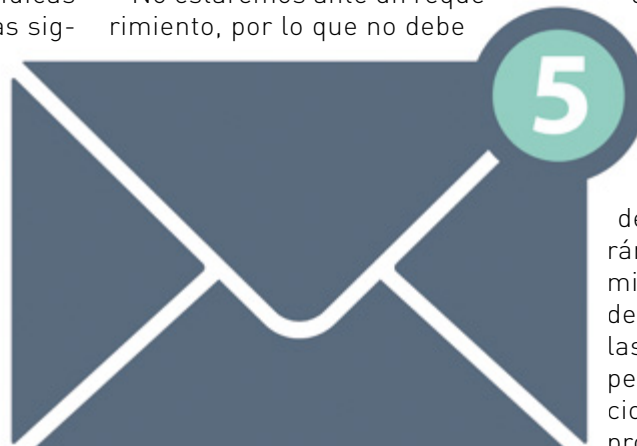 ídicas
as sig-
No estaremos ante un reque-
rimiento, por lo que no debe
5
de
rán
mi
de
las
pe
cio